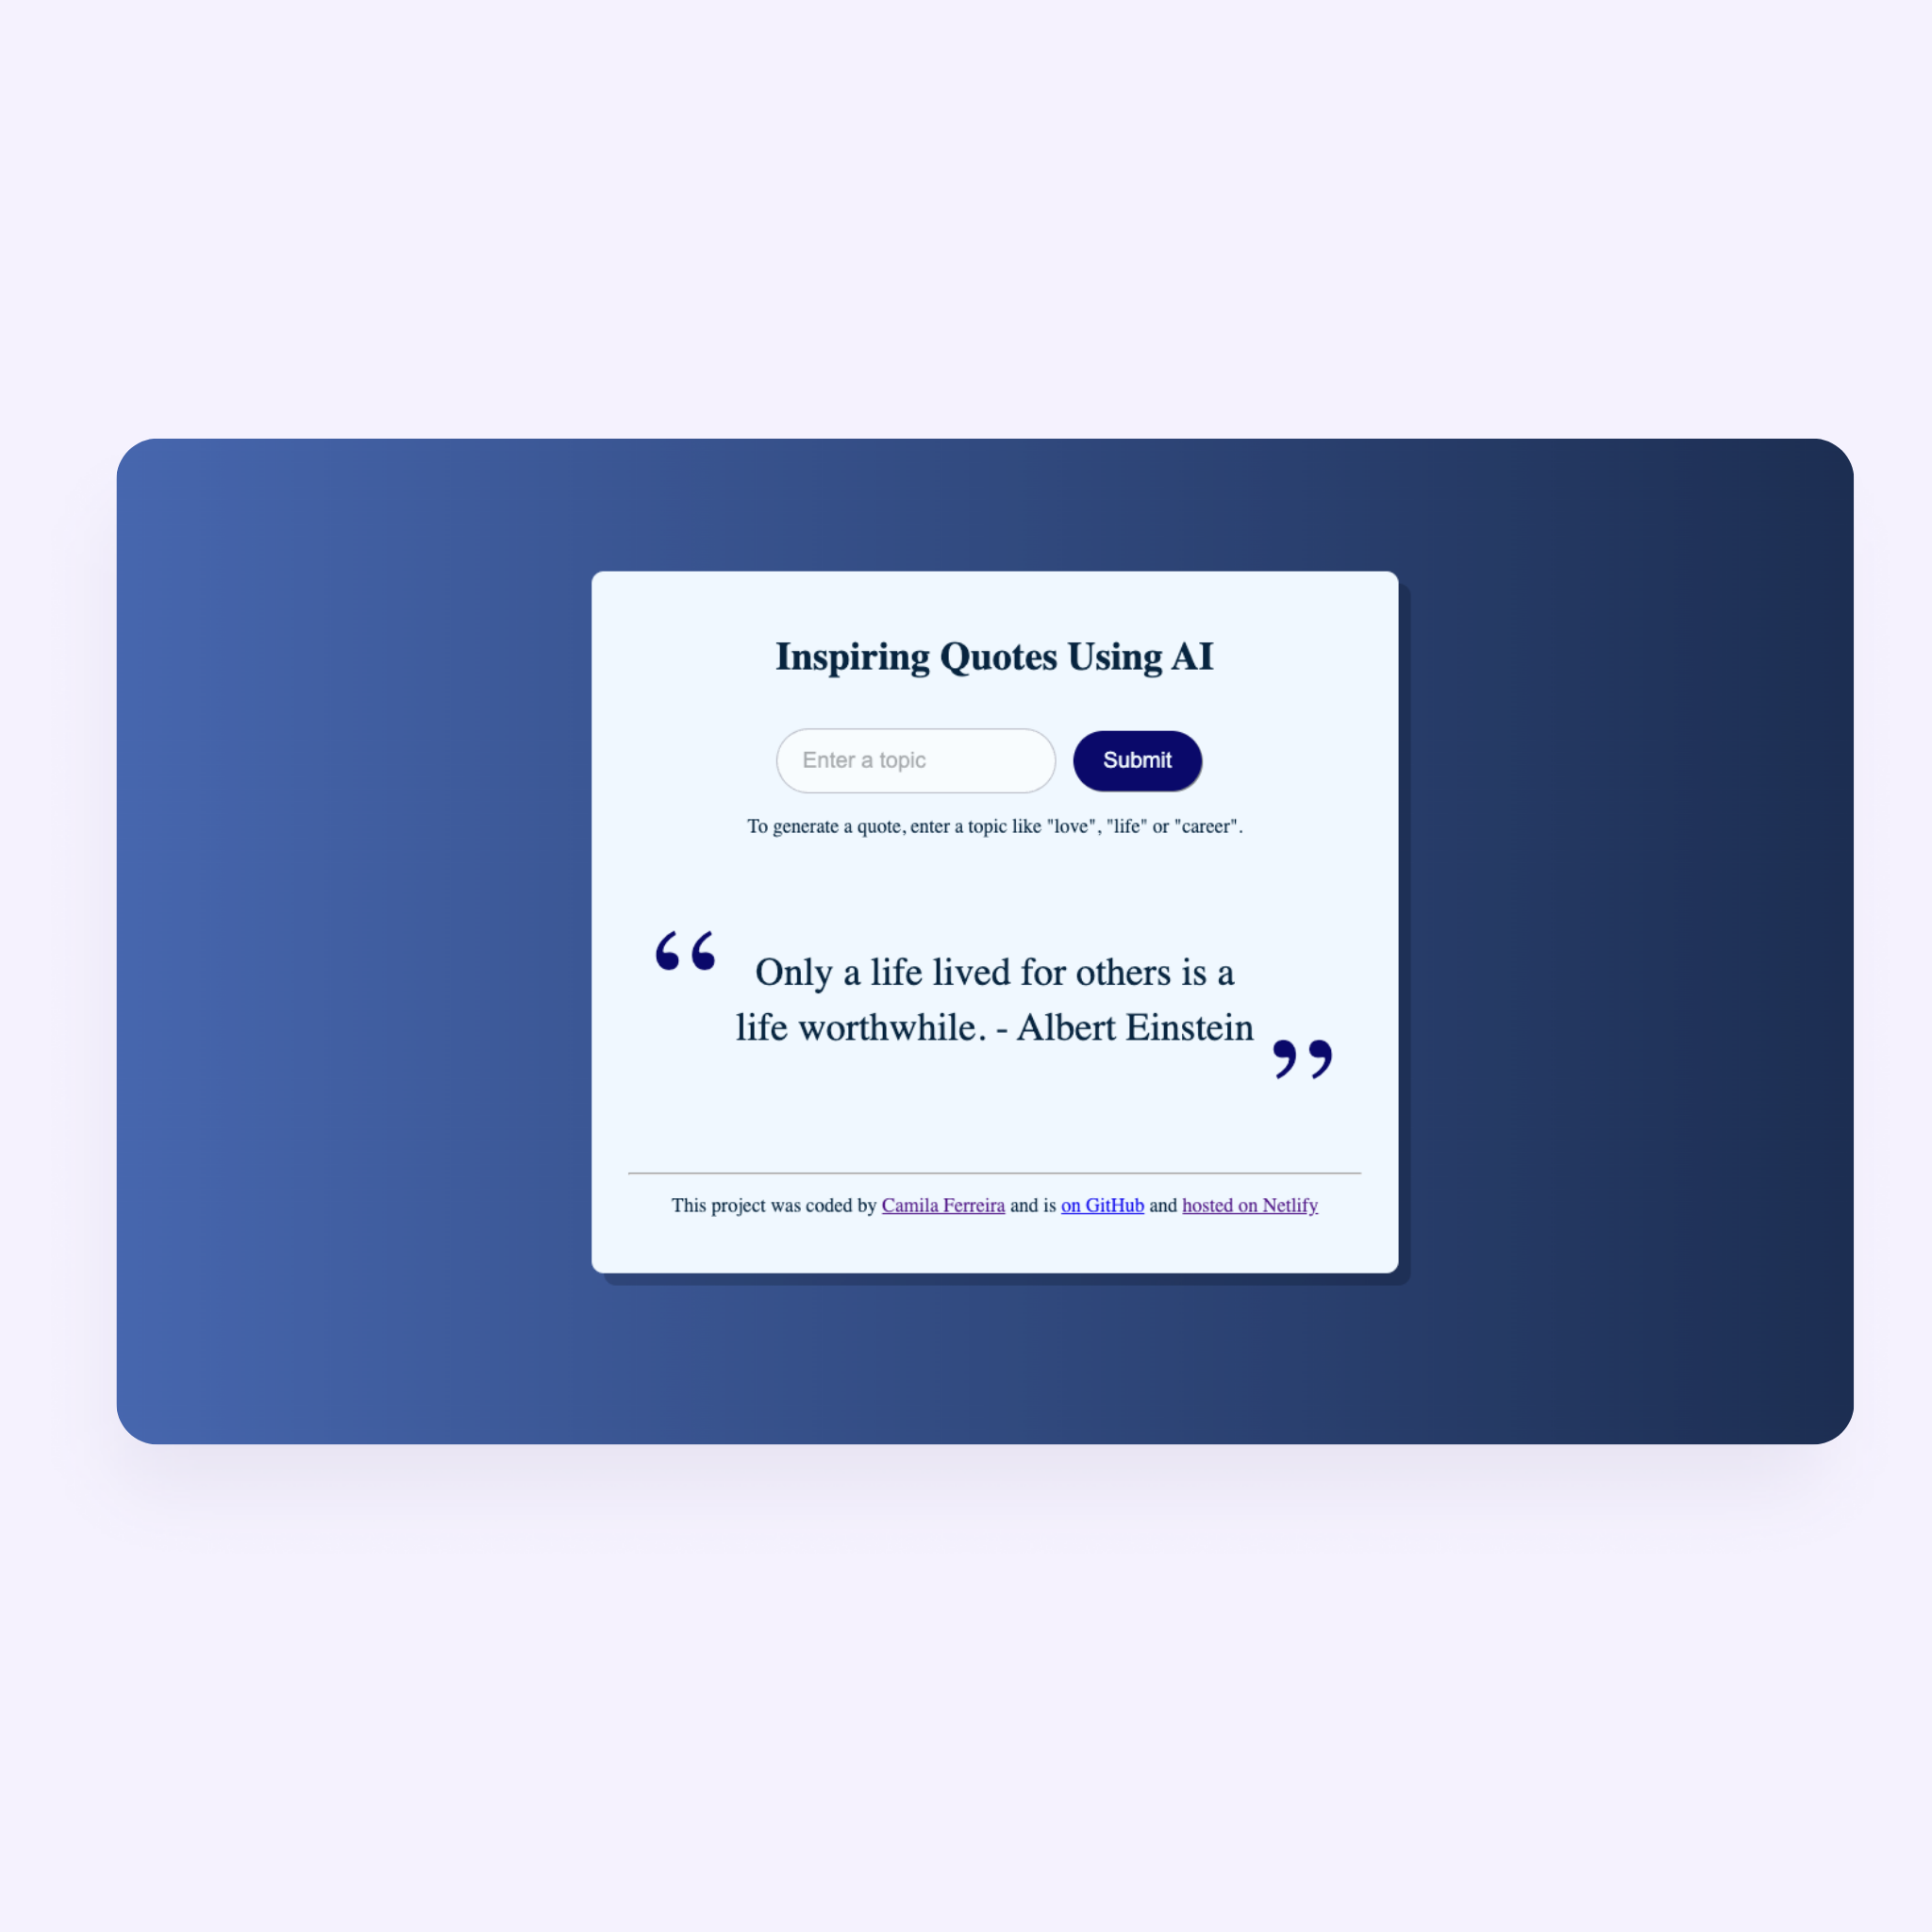 Inspiring Quotes Using AI
Enter a topic
Submit
To generate a quote, enter a topic like "love", "life" or "career".
“
Only a life lived for others is a
life worthwhile. - Albert Einstein
”
This project was coded by Camila Ferreira and is on GitHub and hosted on Netlify